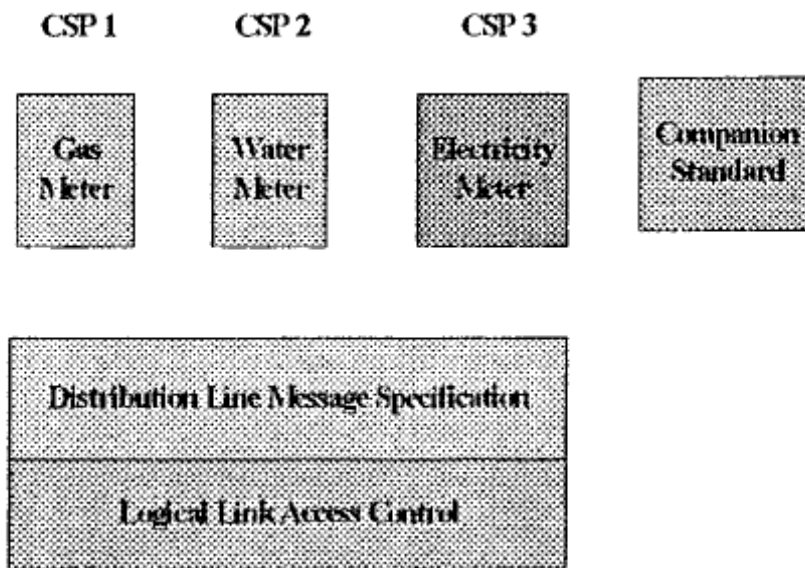 CSP 1 CSP 2 CSP 3
Gas
Meter
Water
Meter
Electricity
Meter
Companion
Standard
Distribution Line Message Specification
Logical Link Access Control